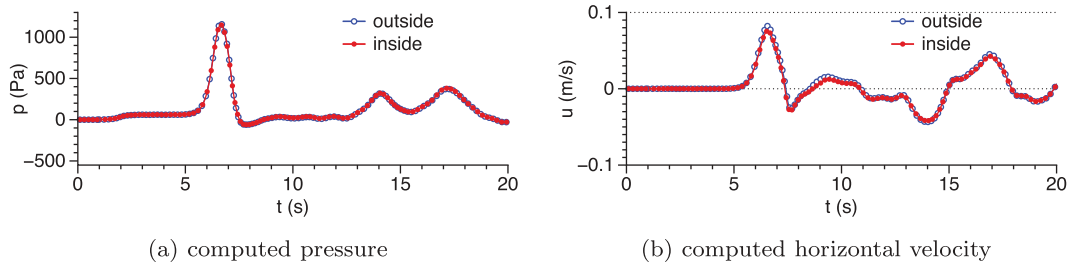 p (Pa)
1000
500
0
−500
outside
inside
0
5
10
15
20
t (s)
(a) computed pressure
u (m/s)
0.1
0
−0.1
outside
inside
0
5
10
15
20
t (s)
(b) computed horizontal velocity